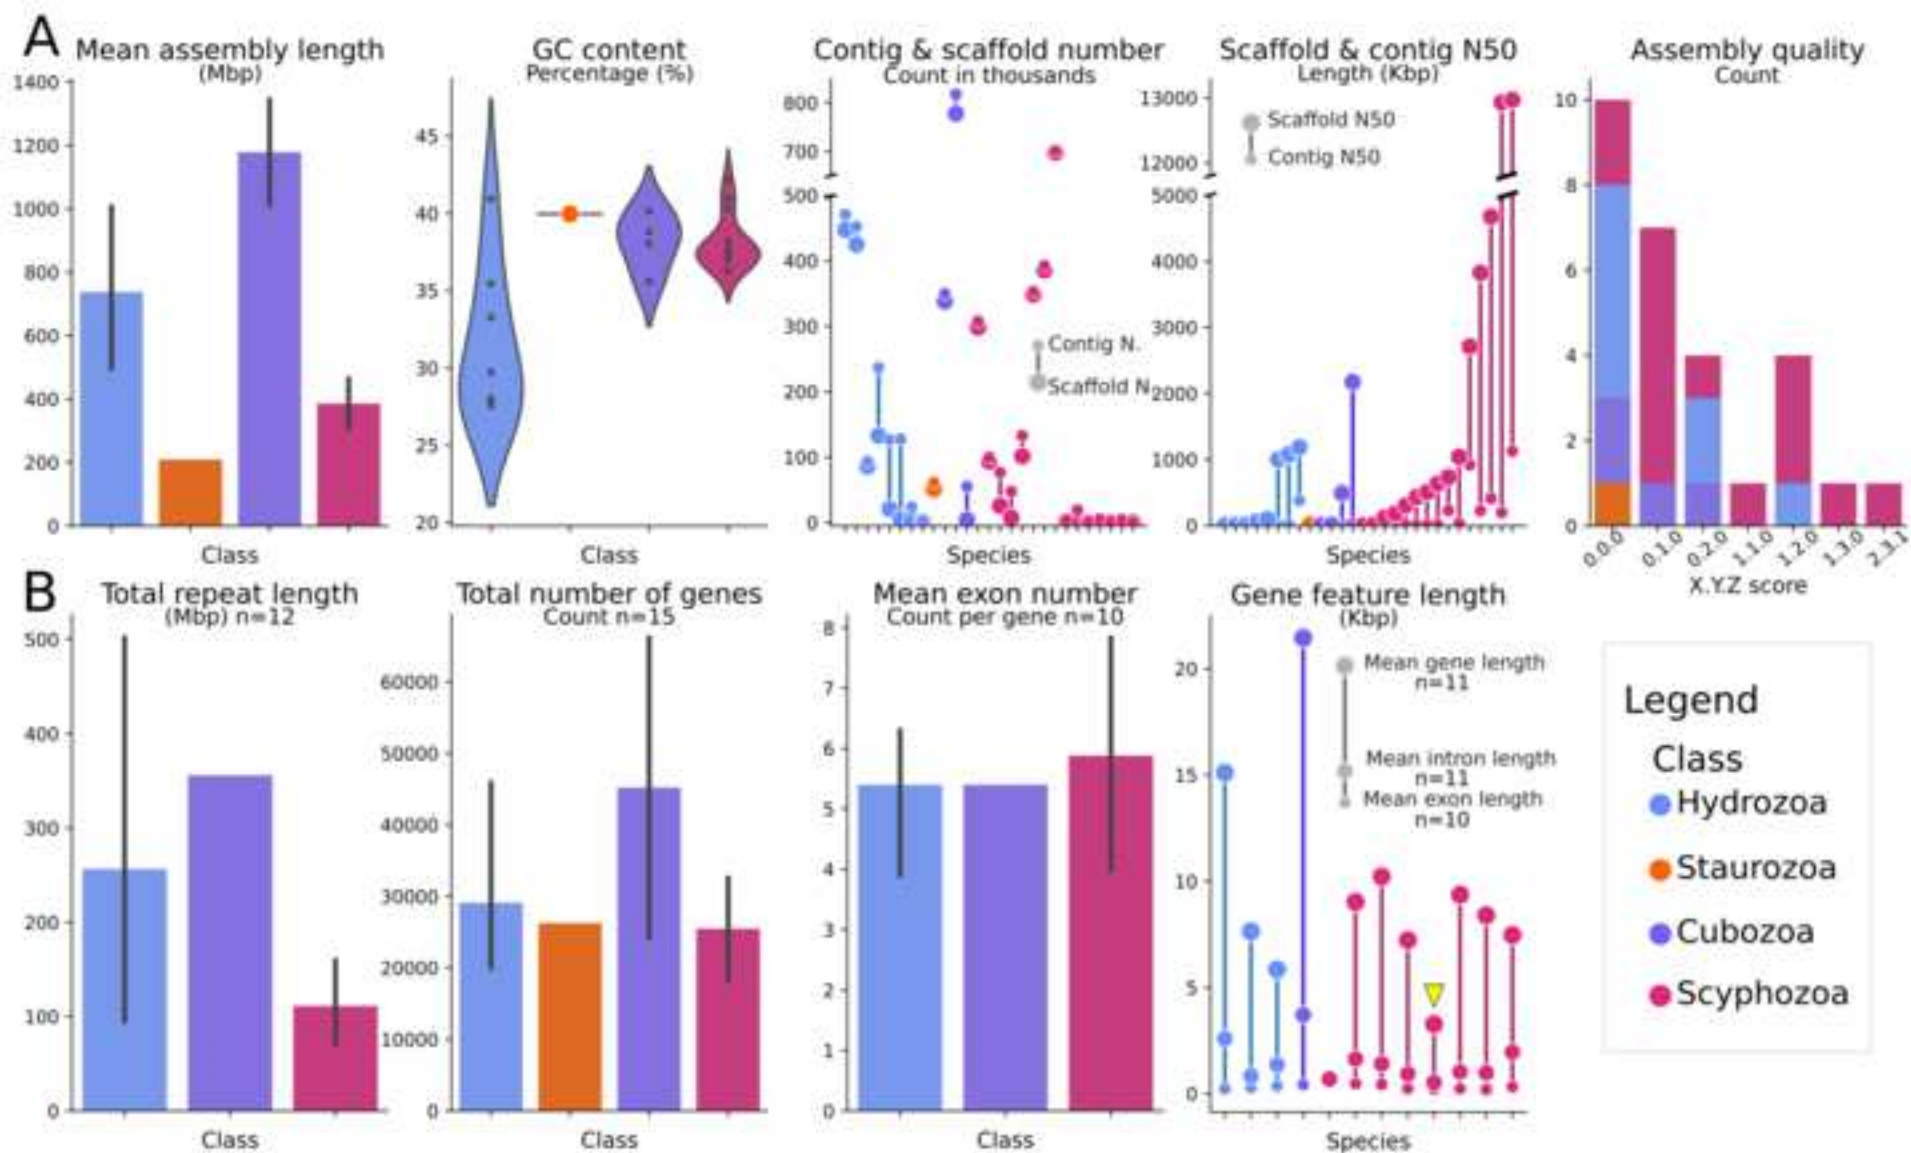 A
Mean assembly length
(Mbp)
1400
1200
1000
800
600
400
200
0
Class
GC content
Percentage (%)
45
40
35
30
25
20
Class
Contig & scaffold number
Count in thousands
800
700
500
400
300
200
100
0
Contig N.
Scaffold N
Species
Scaffold & contig N50
Length (Kbp)
13000
12000
5000
4000
3000
2000
1000
0
Scaffold N50
Contig N50
Species
Assembly quality
Count
10
8
6
4
2
0
0.0.0
0.1.0
0.2.0
1.1.0
1.2.0
1.3.0
2.3.1
X.Y.Z score
B
Total repeat length
(Mbp) n=12
500
400
300
200
100
0
Class
Total number of genes
Count n=15
60000
50000
40000
30000
20000
10000
0
Class
Mean exon number
Count per gene n=10
8
7
6
5
4
3
2
1
0
Class
Gene feature length
(Kbp)
20
15
10
5
0
Mean gene length
n=11
Mean intron length
n=11
Mean exon length
n=10
Species
Legend
Class
Hydrozoa
Staurozoa
Cubozoa
Scyphozoa